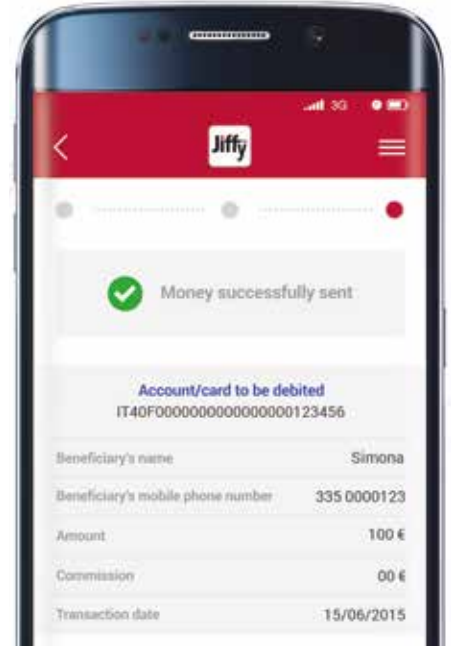 3G
Jiffy
Money successfully sent
Account/card to be debited
IT40F0000000000000000123456
Beneficiary's name Simona
Beneficiary's mobile phone number 335 0000123
Amount 100 €
Commission 00 €
Transaction date 15/06/2015